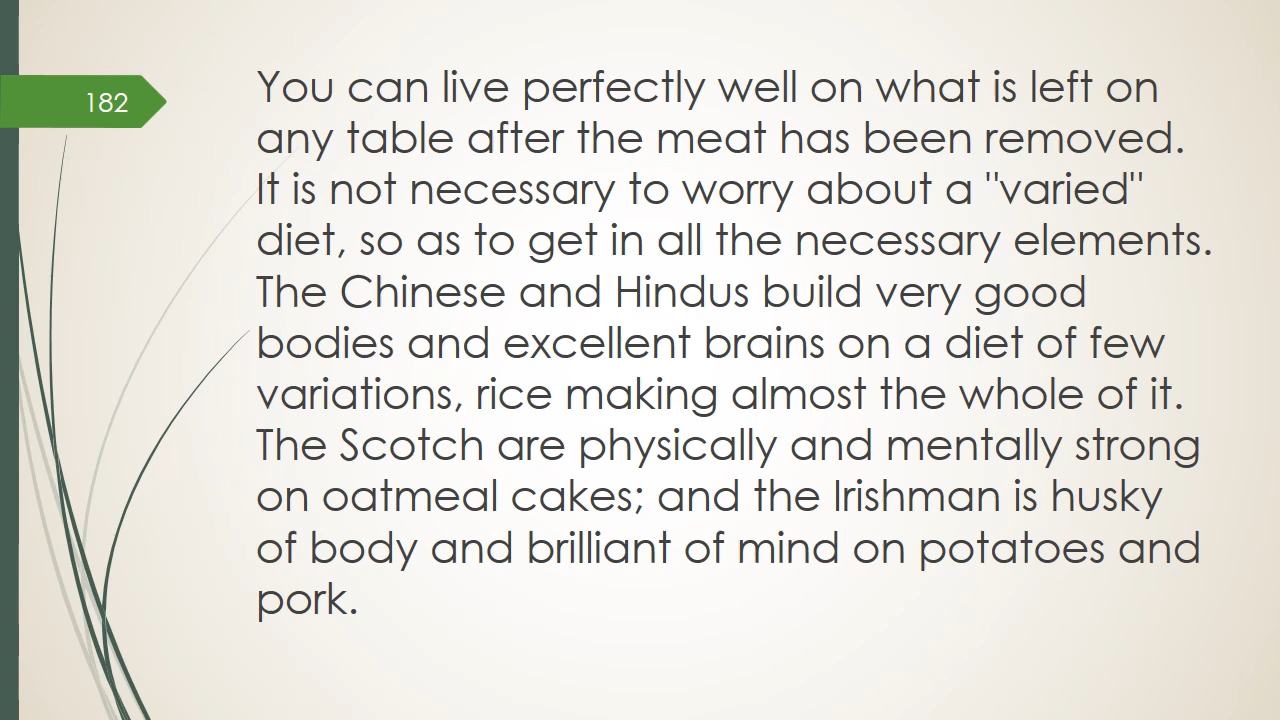 182
You can live perfectly well on what is left on
any table after the meat has been removed.
It is not necessary to worry about a "varied"
diet, so as to get in all the necessary elements.
The Chinese and Hindus build very good
bodies and excellent brains on a diet of few
variations, rice making almost the whole of it.
The Scotch are physically and mentally strong
on oatmeal cakes; and the Irishman is husky
of body and brilliant of mind on potatoes and
pork.